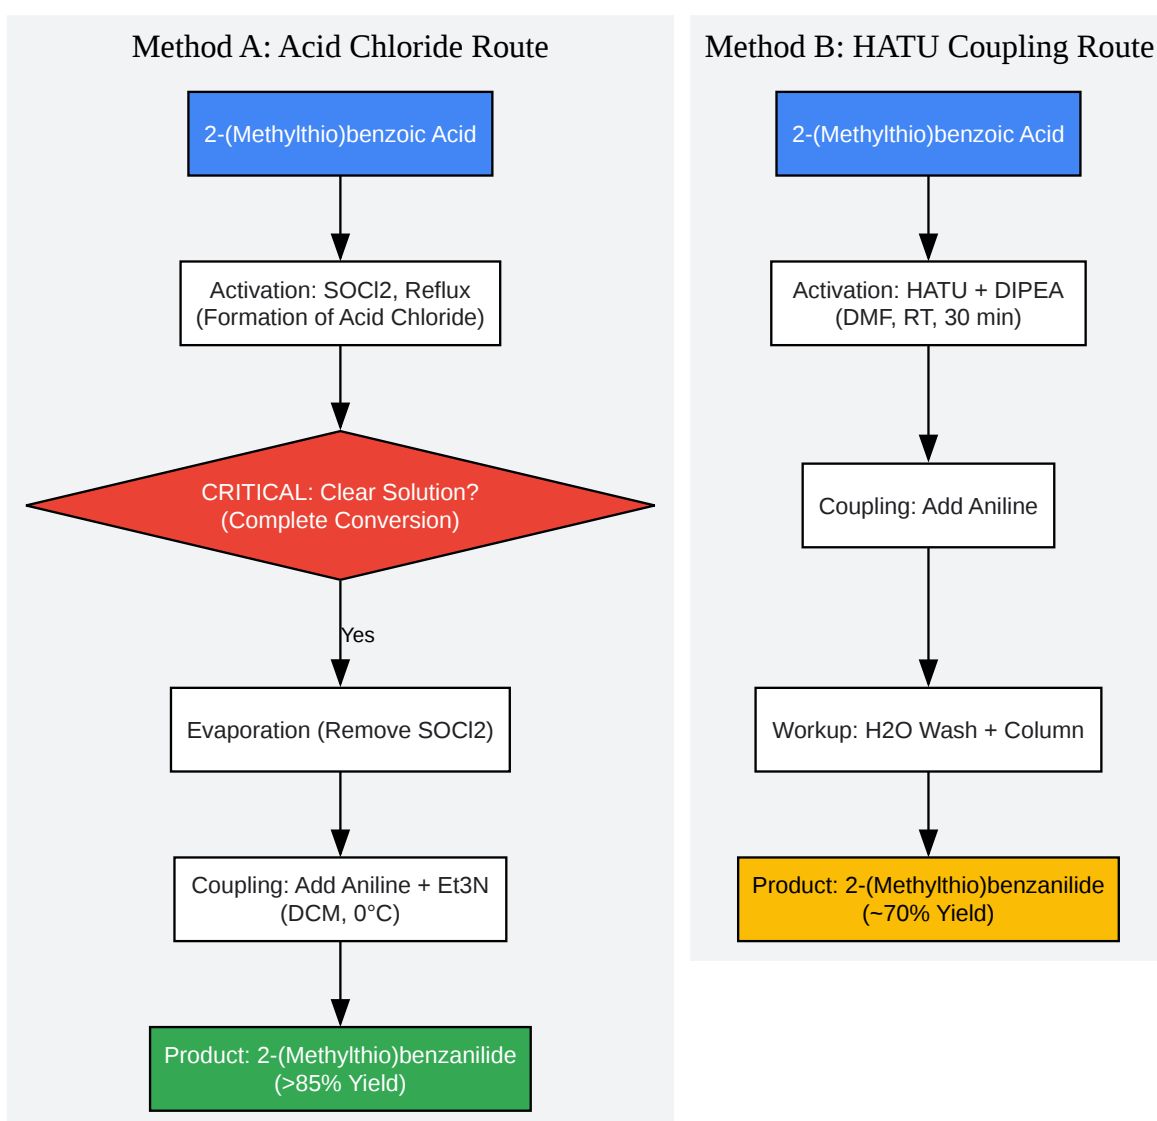 Method A: Acid Chloride Route
2-(Methylthio)benzoic Acid
Activation: SOCl2, Reflux
(Formation of Acid Chloride)
CRITICAL: Clear Solution?
(Complete Conversion)
Yes
Evaporation (Remove SOCl2)
Coupling: Add Aniline + Et3N
(DCM, 0°C)
Product: 2-(Methylthio)benzanilide
(>85% Yield)
Method B: HATU Coupling Route
2-(Methylthio)benzoic Acid
Activation: HATU + DIPEA
(DMF, RT, 30 min)
Coupling: Add Aniline
Workup: H2O Wash + Column
Product: 2-(Methylthio)benzanilide
(~70% Yield)